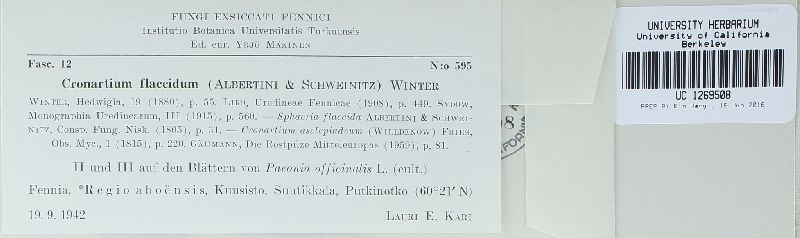 FUNGI EXSICCATI FENNICI
Instituto Botanica Universitatis Turkuensis
Ed. cur. YRJÖ MÄKINEN
Fasc. 12 N:o 595
Cronartium flaccidum (ALBERTINI & SCHWEINITZ) WINTER
WINTER, Hedwigia, 19 (1880), p. 55. LIRO, Uredineae Fennicae (1908), p. 449. SYDOW,
Monographia Uredinearum, III (1915), p. 560. — Sphaeria flaccida ALBERTINI & SCHWEI-
NITZ, Consp. Fung. Nisk. (1805), p. 31. — Cronartium asclepiadeum (WILLDENOW) FRIES,
Obs. Myc., 1 (1815), p. 220. GÄUMANN, Die Rostpilze Mitteleuropas (1959), p. 81.
II und III auf den Blättern von Paeonia officinalis L. (cult.)
Fennia, *Regio aboënsis, Kuusisto, Suutikkala, Putkinotko (60°21′ N)
19. 9. 1942 LAURI E. KARI
UNIVERSITY HERBARIUM
University of California
Berkeley
UC 1269508